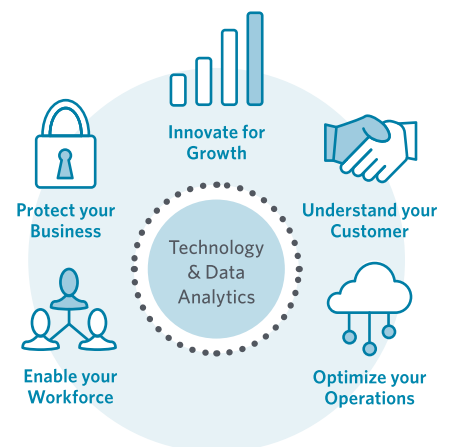 Innovate for
Growth
Protect your
Business
Understand your
Customer
Technology
& Data
Analytics
Enable your
Workforce
Optimize your
Operations